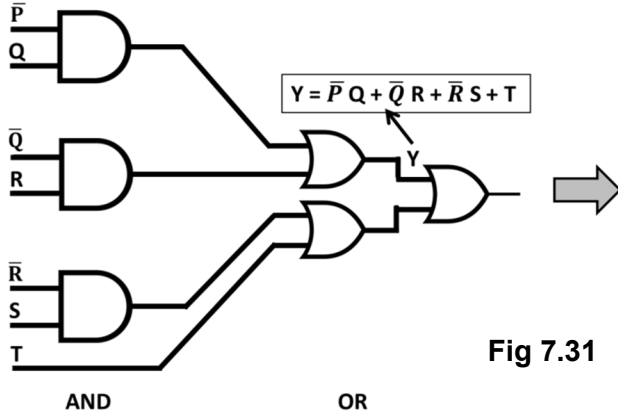 P̅
Q
Y = P̅ Q + Q̅ R + R̅ S + T
Q̅
R
Y
R̅
S
T
Fig 7.31
AND OR